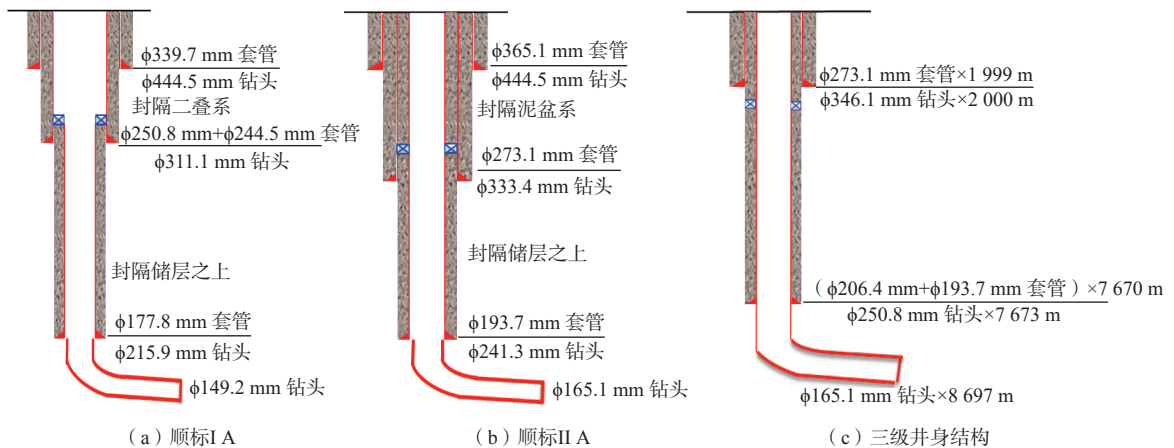 ϕ339.7 mm 套管
ϕ444.5 mm 钻头
封隔二叠系
ϕ250.8 mm+ϕ244.5 mm 套管
ϕ311.1 mm 钻头
封隔储层之上
ϕ177.8 mm 套管
ϕ215.9 mm 钻头
ϕ149.2 mm 钻头
（a）顺标I A
ϕ365.1 mm 套管
ϕ444.5 mm 钻头
封隔泥盆系
ϕ273.1 mm 套管
ϕ333.4 mm 钻头
封隔储层之上
ϕ193.7 mm 套管
ϕ241.3 mm 钻头
ϕ165.1 mm 钻头
（b）顺标II A
ϕ273.1 mm 套管×1 999 m
ϕ346.1 mm 钻头×2 000 m
（ϕ206.4 mm+ϕ193.7 mm 套管）×7 670 m
ϕ250.8 mm 钻头×7 673 m
ϕ165.1 mm 钻头×8 697 m
（c）三级井身结构